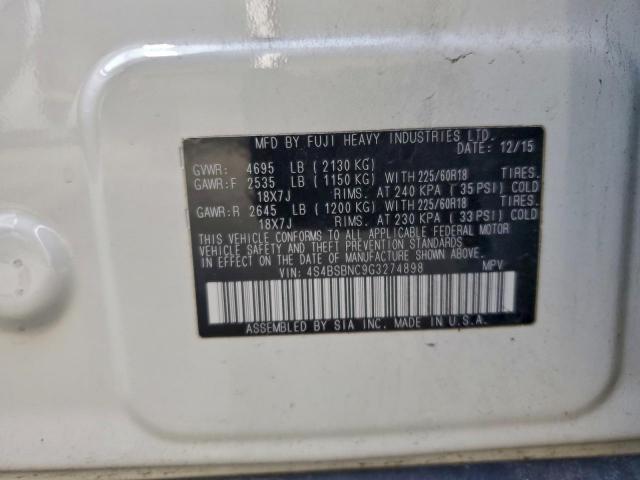 MFD BY FUJI HEAVY INDUSTRIES LTD.
DATE: 12/15
GVWR: 4695 LB (2130 KG)
GAWR:F 2535 LB (1150 KG) WITH 225/60R18 TIRES.
18X7J RIMS. AT 240 KPA (35 PSI) COLD
GAWR:R 2645 LB (1200 KG) WITH 225/60R18 TIRES.
18X7J RIMS. AT 230 KPA (33 PSI) COLD
THIS VEHICLE CONFORMS TO ALL APPLICABLE FEDERAL MOTOR
VEHICLE SAFETY AND THEFT PREVENTION STANDARDS IN EFFECT
ON THE DATE OF MANUFACTURE SHOWN ABOVE.
VIN: 4S4BSBNC9G3274898 MPV
ASSEMBLED BY SIA INC. MADE IN U.S.A.